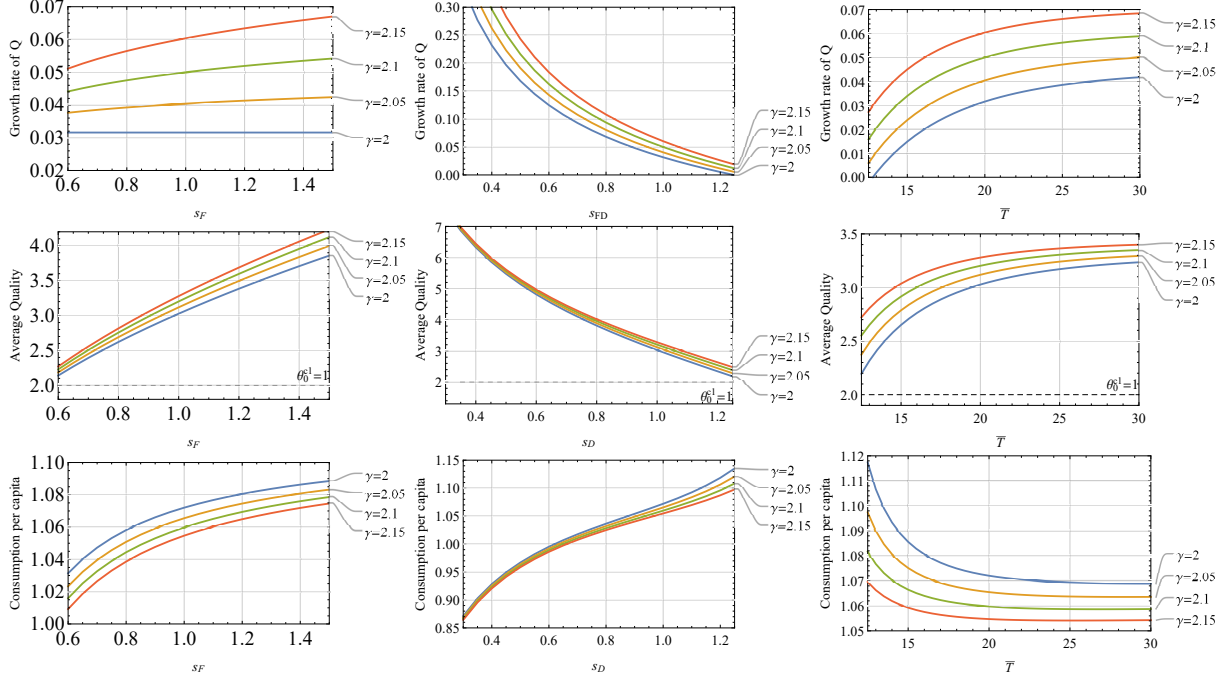 Growth rate of Q
0.07
0.06
0.05
0.04
0.03
0.02
0.6 0.8 1.0 1.2 1.4
s_F
γ=2.15
γ=2.1
γ=2.05
γ=2
Growth rate of Q
0.30
0.25
0.20
0.15
0.10
0.05
0.00
0.4 0.6 0.8 1.0 1.2
s_FD
γ=2.15
γ=2.1
γ=2.05
γ=2
Growth rate of Q
0.07
0.06
0.05
0.04
0.03
0.02
0.01
0.00
15 20 25 30
T̅
γ=2.15
γ=2.1
γ=2.05
γ=2
Average Quality
4.0
3.5
3.0
2.5
2.0
0.6 0.8 1.0 1.2 1.4
s_F
θ₀^c1=1
γ=2.15
γ=2.1
γ=2.05
γ=2
Average Quality
7
6
5
4
3
2
0.4 0.6 0.8 1.0 1.2
s_D
θ₀^c1=1
γ=2.15
γ=2.1
γ=2.05
γ=2
Average Quality
3.5
3.0
2.5
2.0
15 20 25 30
T̅
θ₀^c1=1
γ=2.15
γ=2.1
γ=2.05
γ=2
Consumption per capita
1.10
1.08
1.06
1.04
1.02
1.00
0.6 0.8 1.0 1.2 1.4
s_F
γ=2
γ=2.05
γ=2.1
γ=2.15
Consumption per capita
1.15
1.10
1.05
1.00
0.95
0.90
0.85
0.4 0.6 0.8 1.0 1.2
s_D
γ=2
γ=2.05
γ=2.1
γ=2.15
Consumption per capita
1.12
1.11
1.10
1.09
1.08
1.07
1.06
1.05
15 20 25 30
T̅
γ=2
γ=2.05
γ=2.1
γ=2.15